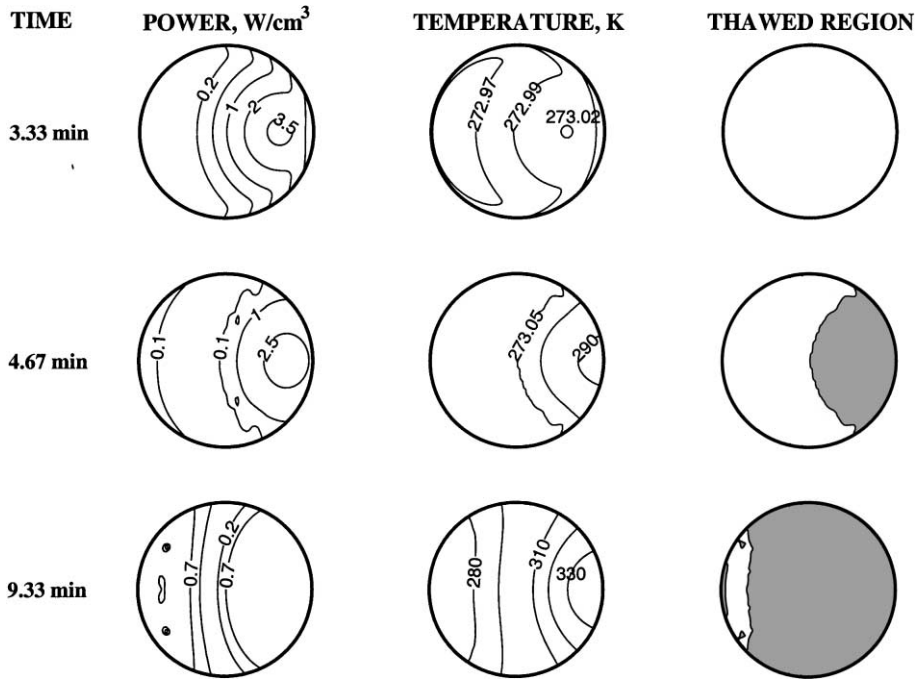 TIME POWER, W/cm³ TEMPERATURE, K THAWED REGION
3.33 min
0.2 1 2 3.5
272.97 272.99 273.02
4.67 min
0.1 0.1 1 2.5
273.05 290
9.33 min
0.7 0.7 0.2
280 310 330